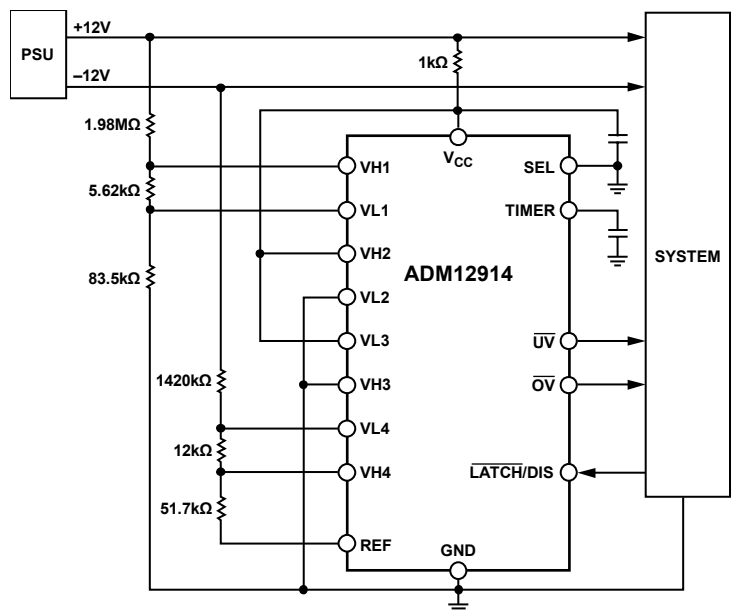 +12V
PSU
–12V
1kΩ
1.98MΩ
VCC
VH1
SEL
5.62kΩ
VL1
TIMER
VH2
SYSTEM
83.5kΩ
ADM12914
VL2
VL3
UV
1420kΩ
VH3
OV
VL4
12kΩ
VH4
LATCH/DIS
51.7kΩ
REF
GND